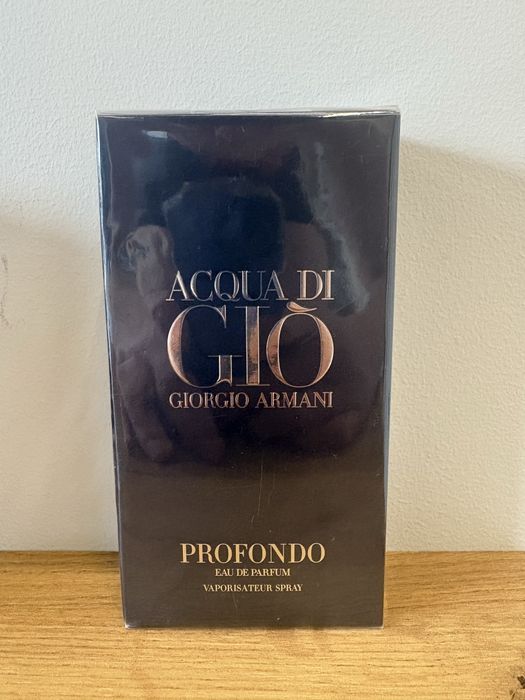 ACQUA DI
GIÒ
GIORGIO ARMANI
PROFONDO
EAU DE PARFUM
VAPORISATEUR SPRAY